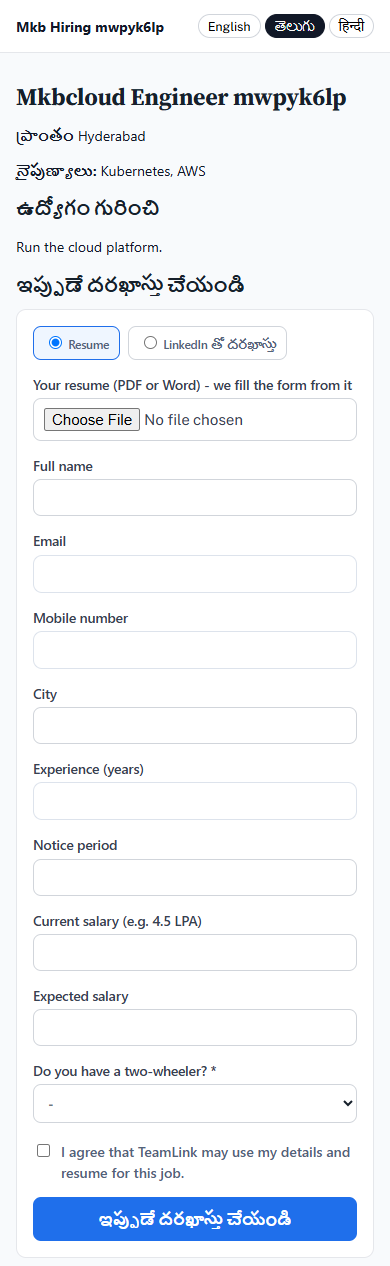 Mkb Hiring mwpyk6lp
English తెలుగు हिन्दी
Mkbcloud Engineer mwpyk6lp
ప్రాంతం Hyderabad
నైపుణ్యాలు: Kubernetes, AWS
ఉద్యోగం గురించి
Run the cloud platform.
ఇప్పుడే దరఖాస్తు చేయండి
Resume LinkedIn తో దరఖాస్తు
Your resume (PDF or Word) - we fill the form from it
Choose File No file chosen
Full name
Email
Mobile number
City
Experience (years)
Notice period
Current salary (e.g. 4.5 LPA)
Expected salary
Do you have a two-wheeler? *
-
I agree that TeamLink may use my details and
resume for this job.
ఇప్పుడే దరఖాస్తు చేయండి